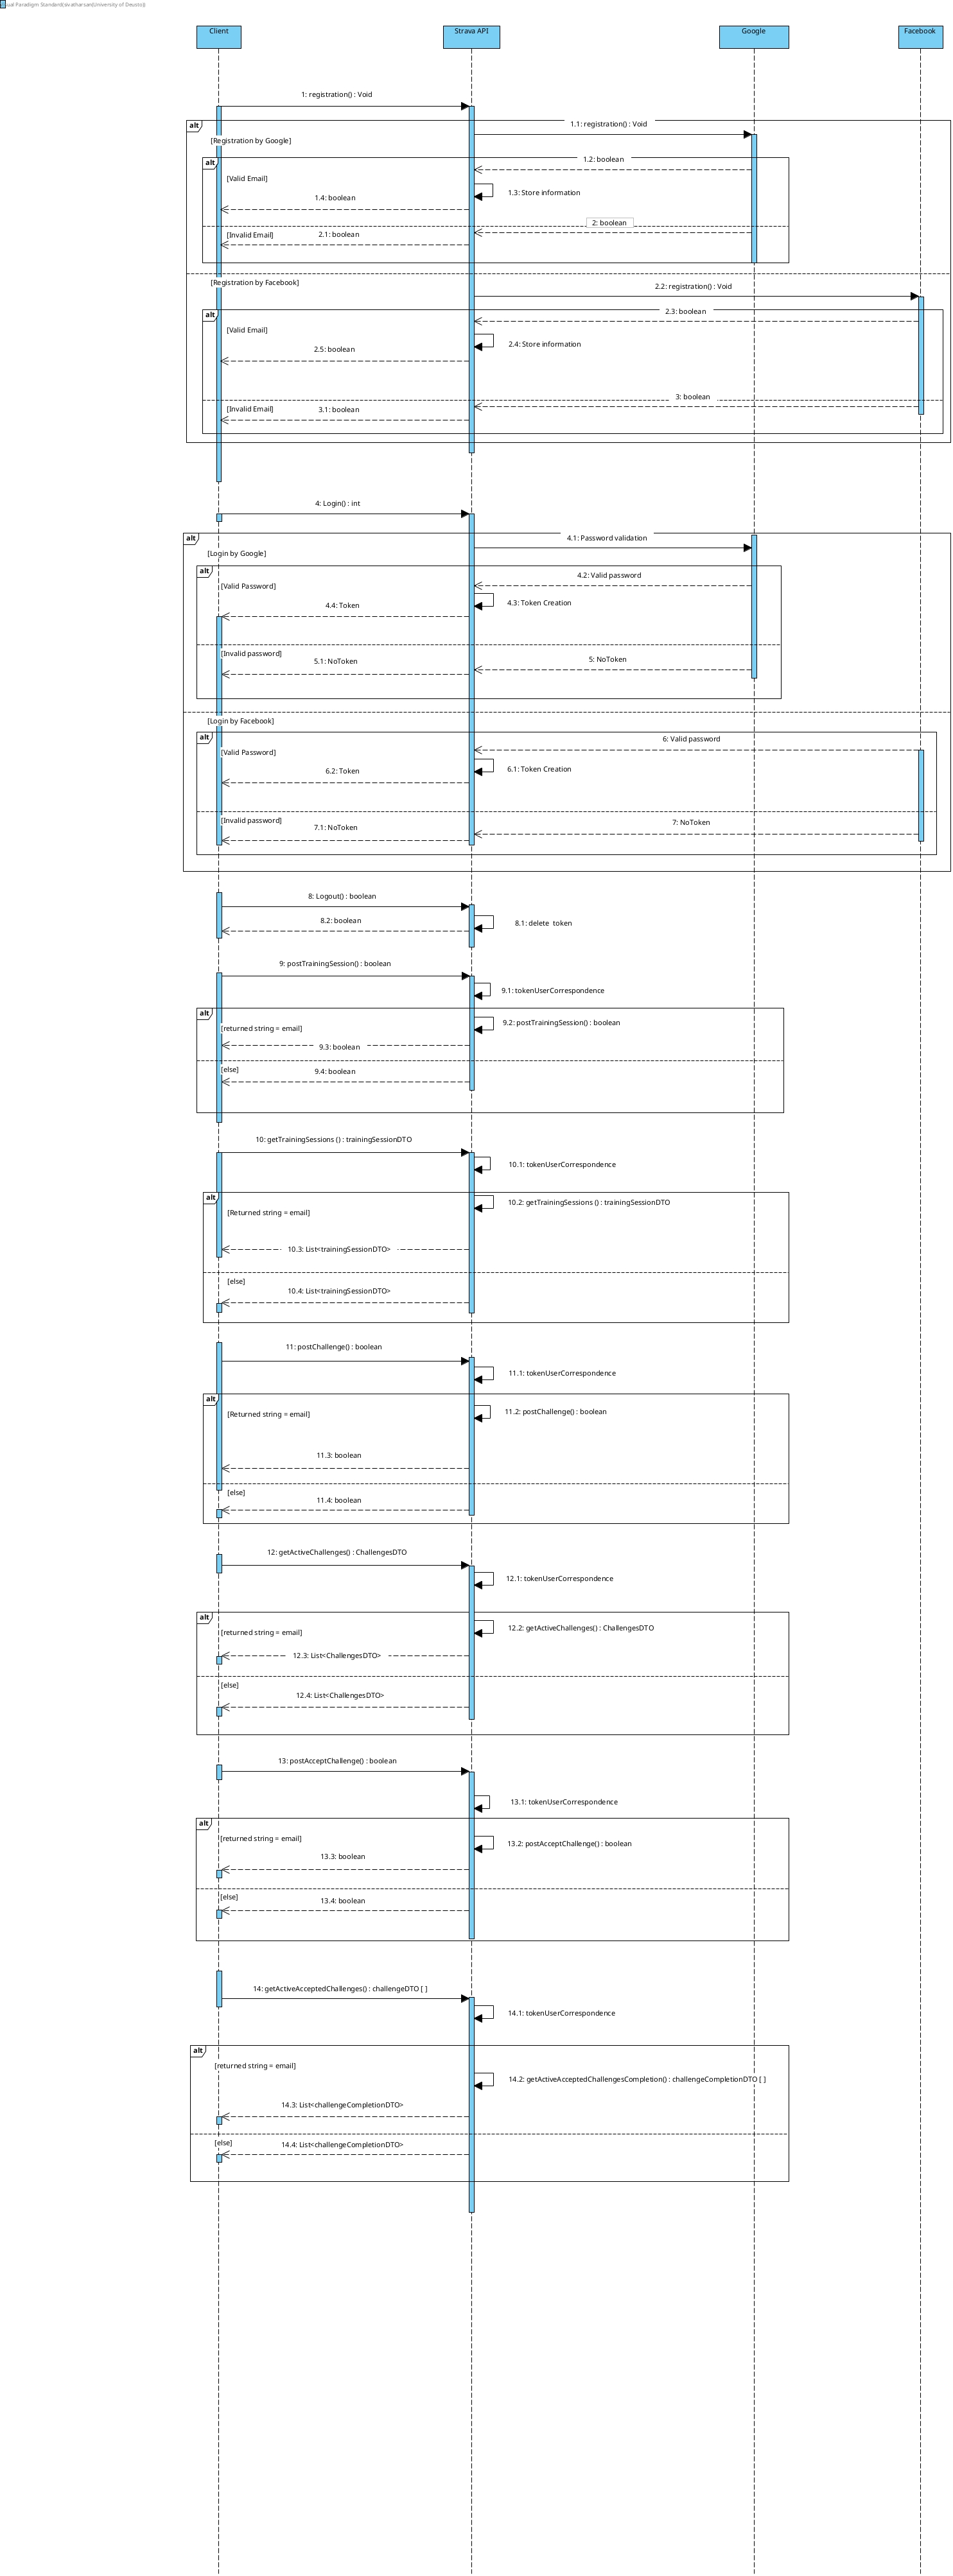 Visual Paradigm Standard(sivatharsan(University of Deusto))
Client
Strava API
Google
Facebook
1: registration() : Void
alt
1.1: registration() : Void
[Registration by Google]
alt
1.2: boolean
[Valid Email]
1.3: Store information
1.4: boolean
2: boolean
[Invalid Email]
2.1: boolean
[Registration by Facebook]
2.2: registration() : Void
alt
2.3: boolean
[Valid Email]
2.4: Store information
2.5: boolean
3: boolean
[Invalid Email]
3.1: boolean
4: Login() : int
alt
4.1: Password validation
[Login by Google]
alt
4.2: Valid password
[Valid Password]
4.3: Token Creation
4.4: Token
[Invalid password]
5: NoToken
5.1: NoToken
[Login by Facebook]
alt
6: Valid password
[Valid Password]
6.1: Token Creation
6.2: Token
[Invalid password]
7: NoToken
7.1: NoToken
8: Logout() : boolean
8.2: boolean
8.1: delete  token
9: postTrainingSession() : boolean
9.1: tokenUserCorrespondence
alt
9.2: postTrainingSession() : boolean
[returned string = email]
9.3: boolean
[else]
9.4: boolean
10: getTrainingSessions () : trainingSessionDTO
10.1: tokenUserCorrespondence
alt
10.2: getTrainingSessions () : trainingSessionDTO
[Returned string = email]
10.3: List<trainingSessionDTO>
[else]
10.4: List<trainingSessionDTO>
11: postChallenge() : boolean
11.1: tokenUserCorrespondence
alt
11.2: postChallenge() : boolean
[Returned string = email]
11.3: boolean
[else]
11.4: boolean
12: getActiveChallenges() : ChallengesDTO
12.1: tokenUserCorrespondence
alt
12.2: getActiveChallenges() : ChallengesDTO
[returned string = email]
12.3: List<ChallengesDTO>
[else]
12.4: List<ChallengesDTO>
13: postAcceptChallenge() : boolean
13.1: tokenUserCorrespondence
alt
[returned string = email]
13.2: postAcceptChallenge() : boolean
13.3: boolean
[else]
13.4: boolean
14: getActiveAcceptedChallenges() : challengeDTO [ ]
14.1: tokenUserCorrespondence
alt
[returned string = email]
14.2: getActiveAcceptedChallengesCompletion() : challengeCompletionDTO [ ]
14.3: List<challengeCompletionDTO>
[else]
14.4: List<challengeCompletionDTO>